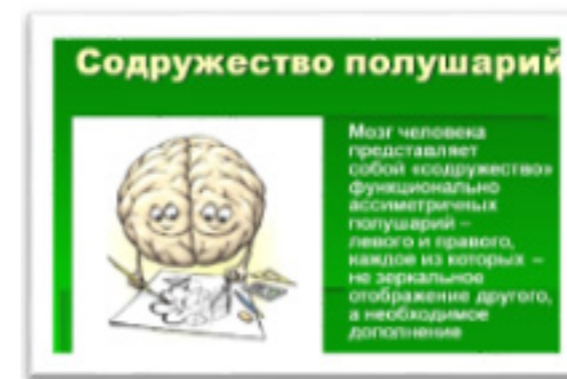 Содружество полушарий
Мозг человека
представляет
собой «содружество»
функционально
ассиметричных
полушарий –
левого и правого,
каждое из которых –
не зеркальное
отображение другого,
а необходимое
дополнение